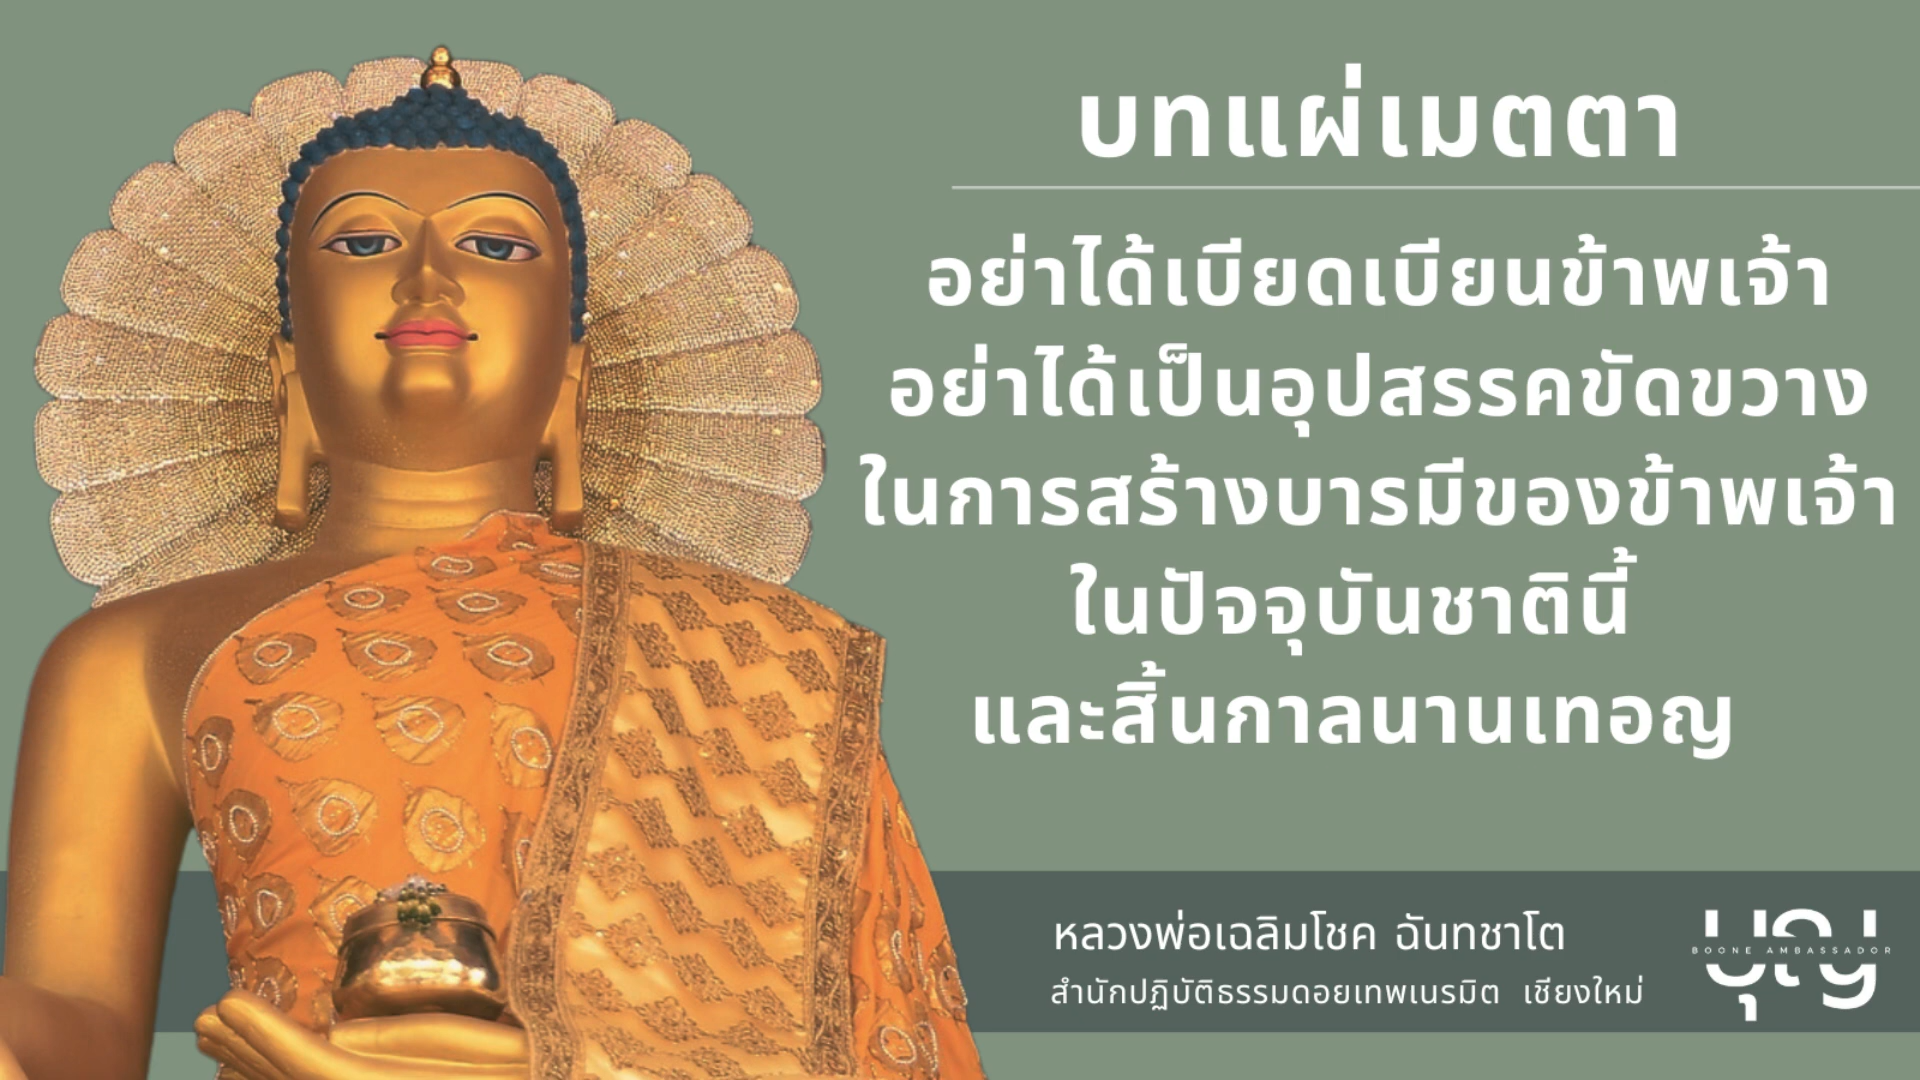 บทแผ่เมตตา
อย่าได้เบียดเบียนข้าพเจ้า
อย่าได้เป็นอุปสรรคขัดขวาง
ในการสร้างบารมีของข้าพเจ้า
ในปัจจุบันชาตินี้
และสิ้นกาลนานเทอญ
หลวงพ่อเฉลิมโชค ฉันทชาโต
สำนักปฏิบัติธรรมดอยเทพเนรมิต เชียงใหม่
บุญ
BOONE AMBASSADOR